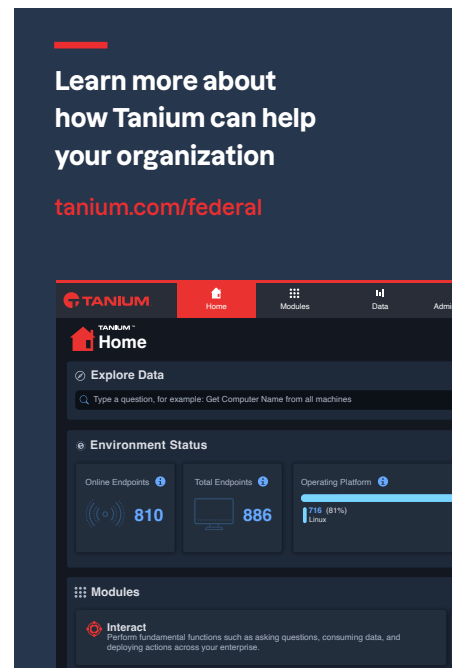 Learn more about
how Tanium can help
your organization
tanium.com/federal
TANIUM
Home
Modules
Data
TANIUM™
Home
Explore Data
Type a question, for example: Get Computer Name from all machines
Environment Status
Online Endpoints
Total Endpoints
Operating Platform
810
886
716 (81%)
Linux
Modules
Interact
Perform fundamental functions such as asking questions, consuming data, and
deploying actions across your enterprise.